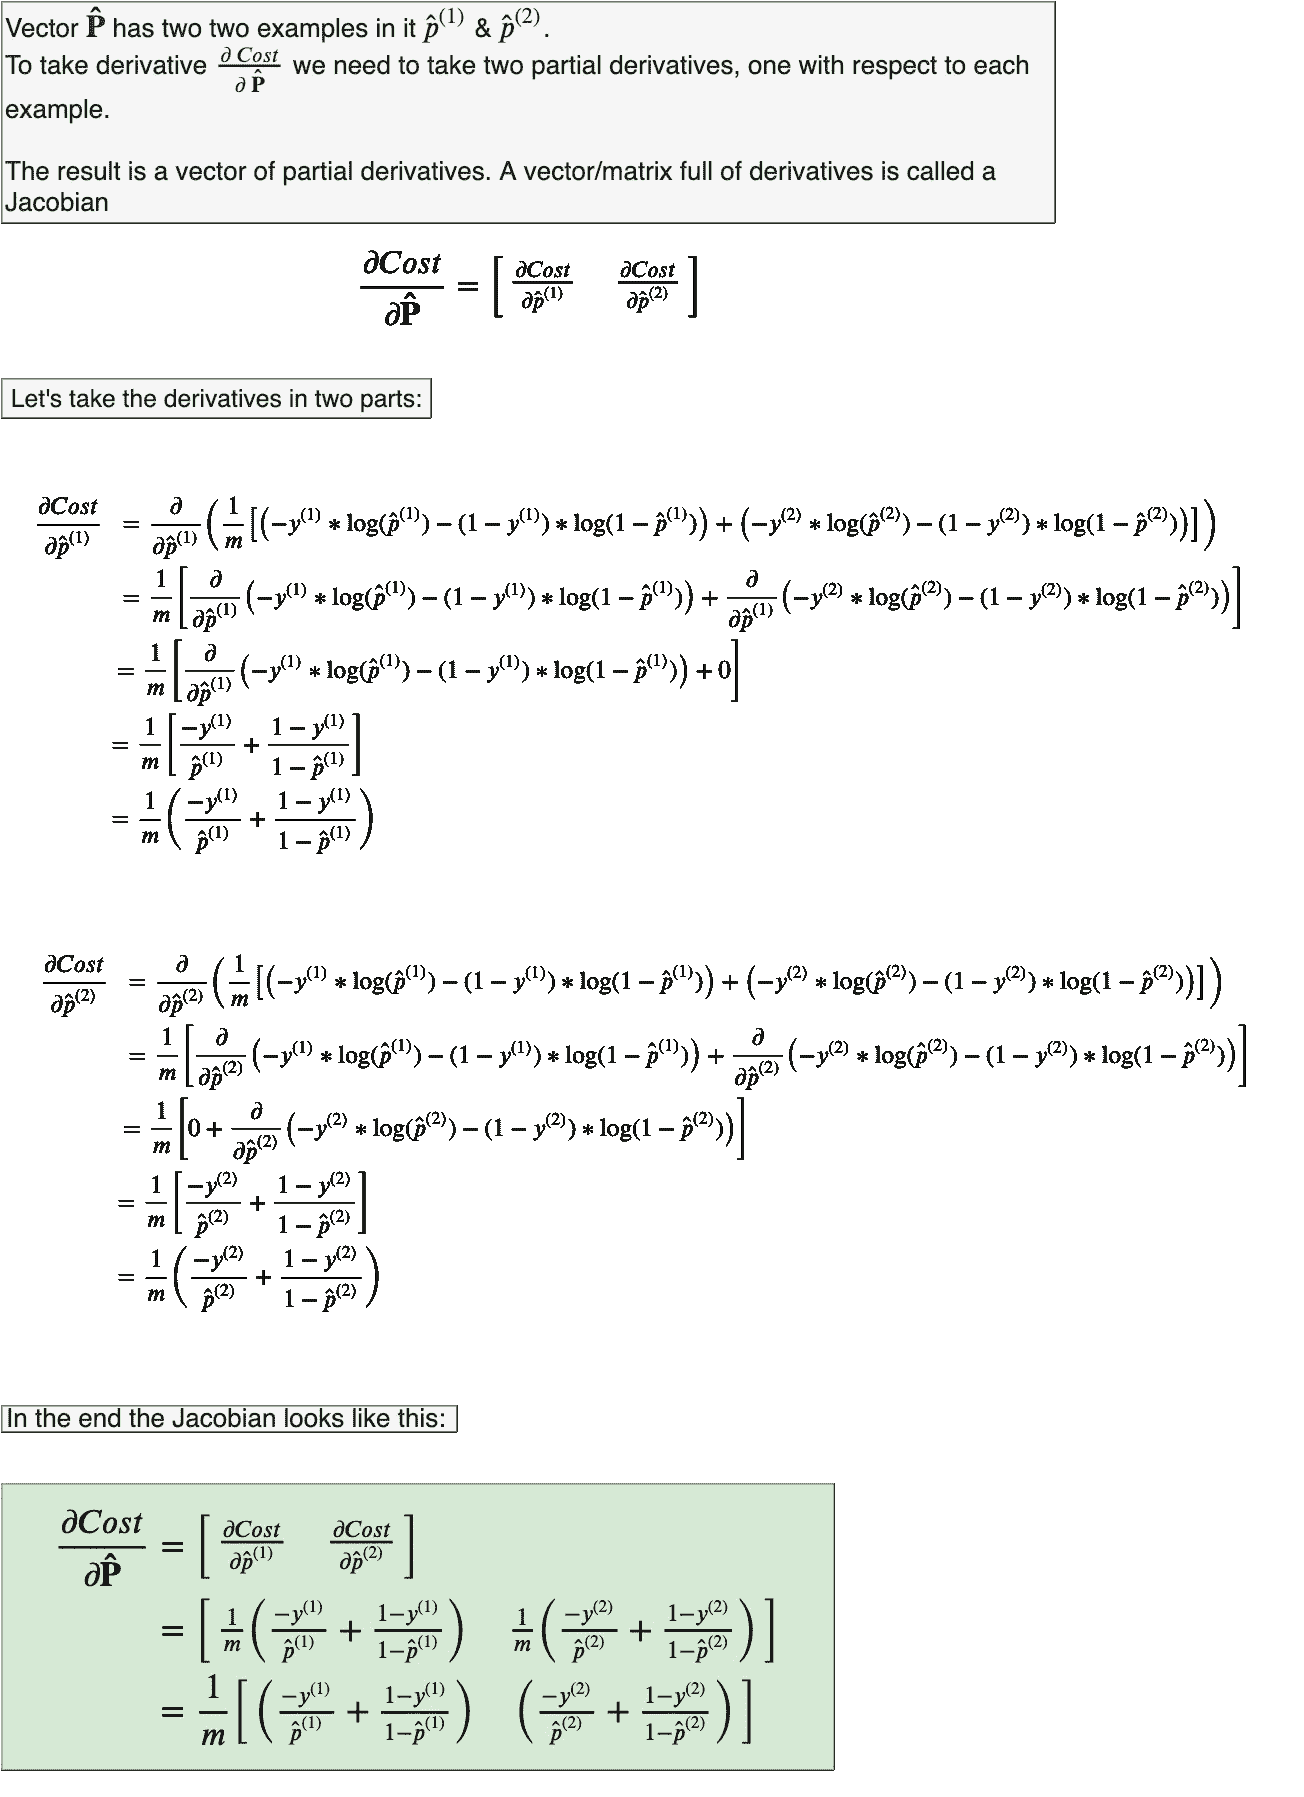 Vector $\hat{\mathbf{P}}$ has two two examples in it $\hat{p}^{(1)}$ & $\hat{p}^{(2)}$.
To take derivative $\frac{\partial\, Cost}{\partial\, \hat{\mathbf{P}}}$ we need to take two partial derivatives, one with respect to each
example.
The result is a vector of partial derivatives. A vector/matrix full of derivatives is called a
Jacobian
$\frac{\partial Cost}{\partial \hat{\mathbf{P}}} = \left[ \frac{\partial Cost}{\partial \hat{p}^{(1)}} \quad \frac{\partial Cost}{\partial \hat{p}^{(2)}} \right]$
Let's take the derivatives in two parts:
$\frac{\partial Cost}{\partial \hat{p}^{(1)}} = \frac{\partial}{\partial \hat{p}^{(1)}} \left( \frac{1}{m} \left[ \left( -y^{(1)} * \log(\hat{p}^{(1)}) - (1 - y^{(1)}) * \log(1 - \hat{p}^{(1)}) \right) + \left( -y^{(2)} * \log(\hat{p}^{(2)}) - (1 - y^{(2)}) * \log(1 - \hat{p}^{(2)}) \right) \right] \right)$
$= \frac{1}{m} \left[ \frac{\partial}{\partial \hat{p}^{(1)}} \left( -y^{(1)} * \log(\hat{p}^{(1)}) - (1 - y^{(1)}) * \log(1 - \hat{p}^{(1)}) \right) + \frac{\partial}{\partial \hat{p}^{(1)}} \left( -y^{(2)} * \log(\hat{p}^{(2)}) - (1 - y^{(2)}) * \log(1 - \hat{p}^{(2)}) \right) \right]$
$= \frac{1}{m} \left[ \frac{\partial}{\partial \hat{p}^{(1)}} \left( -y^{(1)} * \log(\hat{p}^{(1)}) - (1 - y^{(1)}) * \log(1 - \hat{p}^{(1)}) \right) + 0 \right]$
$= \frac{1}{m} \left[ \frac{-y^{(1)}}{\hat{p}^{(1)}} + \frac{1 - y^{(1)}}{1 - \hat{p}^{(1)}} \right]$
$= \frac{1}{m} \left( \frac{-y^{(1)}}{\hat{p}^{(1)}} + \frac{1 - y^{(1)}}{1 - \hat{p}^{(1)}} \right)$
$\frac{\partial Cost}{\partial \hat{p}^{(2)}} = \frac{\partial}{\partial \hat{p}^{(2)}} \left( \frac{1}{m} \left[ \left( -y^{(1)} * \log(\hat{p}^{(1)}) - (1 - y^{(1)}) * \log(1 - \hat{p}^{(1)}) \right) + \left( -y^{(2)} * \log(\hat{p}^{(2)}) - (1 - y^{(2)}) * \log(1 - \hat{p}^{(2)}) \right) \right] \right)$
$= \frac{1}{m} \left[ \frac{\partial}{\partial \hat{p}^{(2)}} \left( -y^{(1)} * \log(\hat{p}^{(1)}) - (1 - y^{(1)}) * \log(1 - \hat{p}^{(1)}) \right) + \frac{\partial}{\partial \hat{p}^{(2)}} \left( -y^{(2)} * \log(\hat{p}^{(2)}) - (1 - y^{(2)}) * \log(1 - \hat{p}^{(2)}) \right) \right]$
$= \frac{1}{m} \left[ 0 + \frac{\partial}{\partial \hat{p}^{(2)}} \left( -y^{(2)} * \log(\hat{p}^{(2)}) - (1 - y^{(2)}) * \log(1 - \hat{p}^{(2)}) \right) \right]$
$= \frac{1}{m} \left[ \frac{-y^{(2)}}{\hat{p}^{(2)}} + \frac{1 - y^{(2)}}{1 - \hat{p}^{(2)}} \right]$
$= \frac{1}{m} \left( \frac{-y^{(2)}}{\hat{p}^{(2)}} + \frac{1 - y^{(2)}}{1 - \hat{p}^{(2)}} \right)$
In the end the Jacobian looks like this:
$\frac{\partial Cost}{\partial \hat{\mathbf{P}}} = \left[ \frac{\partial Cost}{\partial \hat{p}^{(1)}} \quad \frac{\partial Cost}{\partial \hat{p}^{(2)}} \right]$
$= \left[ \frac{1}{m} \left( \frac{-y^{(1)}}{\hat{p}^{(1)}} + \frac{1-y^{(1)}}{1-\hat{p}^{(1)}} \right) \quad \frac{1}{m} \left( \frac{-y^{(2)}}{\hat{p}^{(2)}} + \frac{1-y^{(2)}}{1-\hat{p}^{(2)}} \right) \right]$
$= \frac{1}{m} \left[ \left( \frac{-y^{(1)}}{\hat{p}^{(1)}} + \frac{1-y^{(1)}}{1-\hat{p}^{(1)}} \right) \quad \left( \frac{-y^{(2)}}{\hat{p}^{(2)}} + \frac{1-y^{(2)}}{1-\hat{p}^{(2)}} \right) \right]$